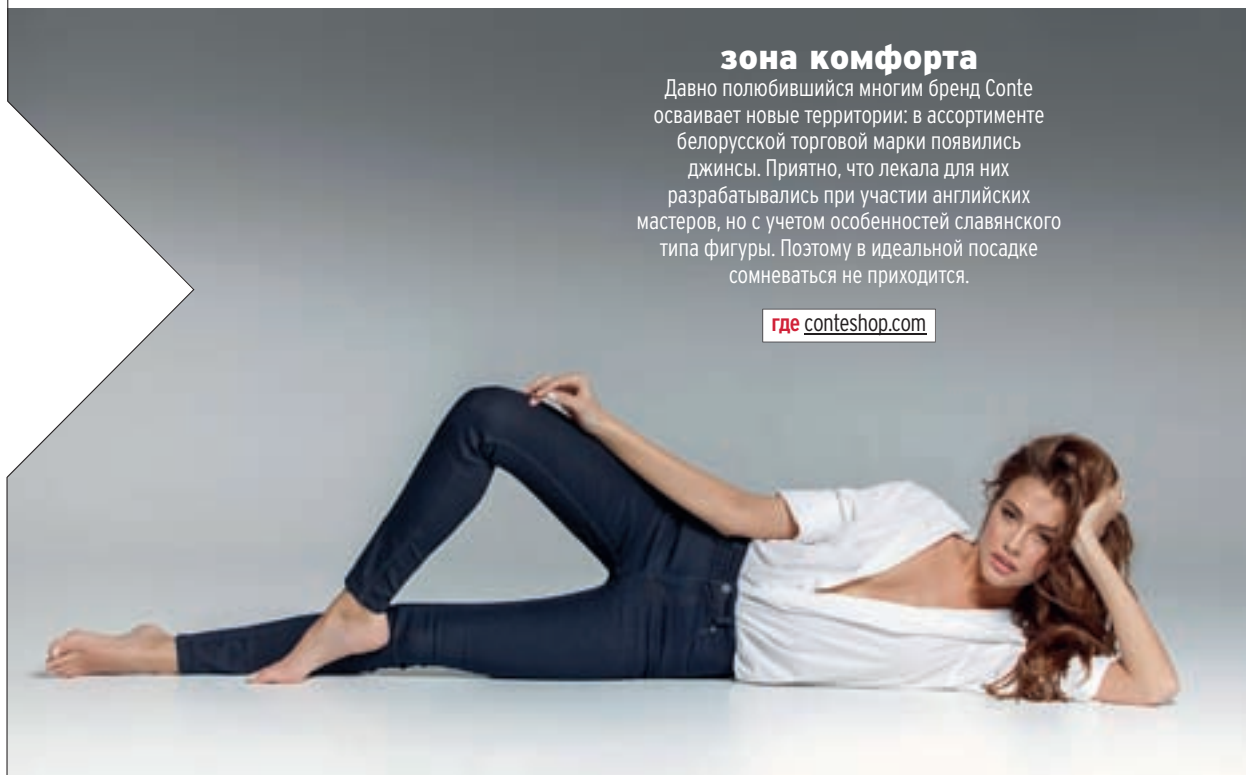 зона комфорта
Давно полюбившийся многим бренд Conte
осваивает новые территории: в ассортименте
белорусской торговой марки появились
джинсы. Приятно, что лекала для них
разрабатывались при участии английских
мастеров, но с учетом особенностей славянского
типа фигуры. Поэтому в идеальной посадке
сомневаться не приходится.
где conteshop.com